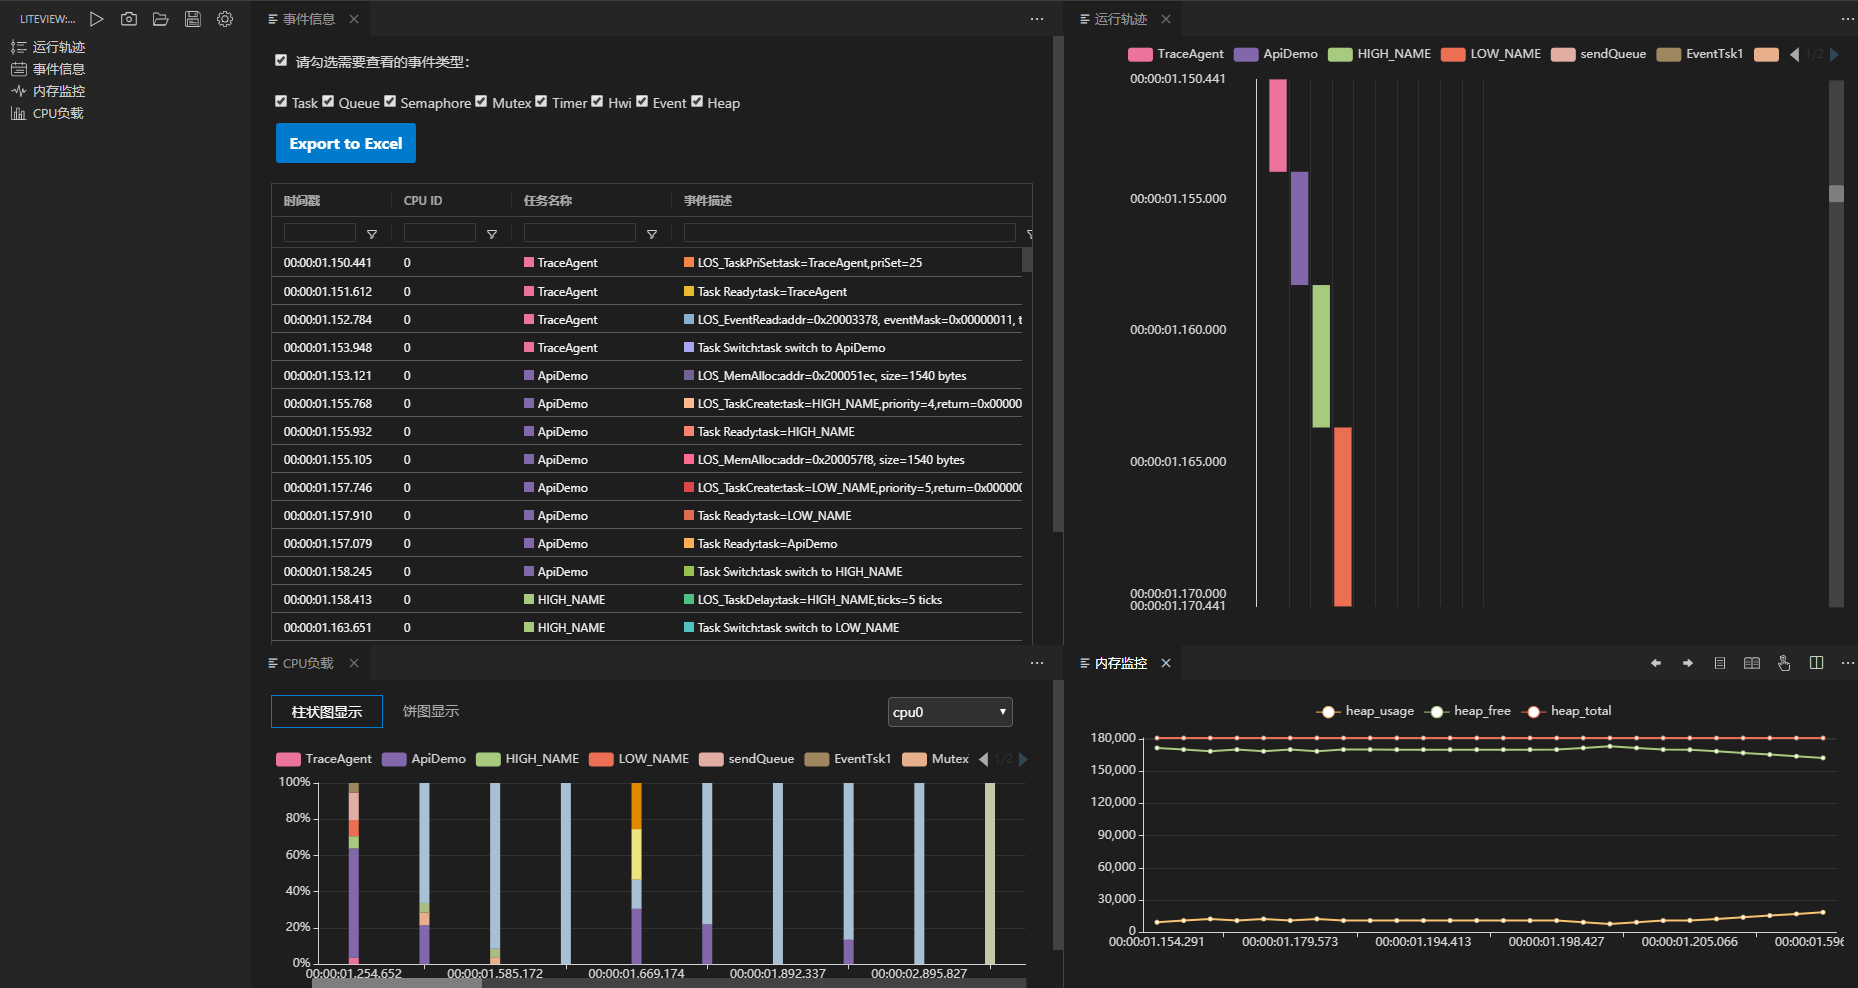 LITEVIEW:...
运行轨迹
事件信息
内存监控
CPU负载
事件信息
请勾选需要查看的事件类型：
Task Queue Semaphore Mutex Timer Hwi Event Heap
Export to Excel
时间戳 CPU ID 任务名称 事件描述
00:00:01.150.441 0 TraceAgent LOS_TaskPriSet:task=TraceAgent,priSet=25
00:00:01.151.612 0 TraceAgent Task Ready:task=TraceAgent
00:00:01.152.784 0 TraceAgent LOS_EventRead:addr=0x20003378, eventMask=0x00000011, t
00:00:01.153.948 0 TraceAgent Task Switch:task switch to ApiDemo
00:00:01.153.121 0 ApiDemo LOS_MemAlloc:addr=0x200051ec, size=1540 bytes
00:00:01.155.768 0 ApiDemo LOS_TaskCreate:task=HIGH_NAME,priority=4,return=0x00000
00:00:01.155.932 0 ApiDemo Task Ready:task=HIGH_NAME
00:00:01.155.105 0 ApiDemo LOS_MemAlloc:addr=0x200057f8, size=1540 bytes
00:00:01.157.746 0 ApiDemo LOS_TaskCreate:task=LOW_NAME,priority=5,return=0x000000
00:00:01.157.910 0 ApiDemo Task Ready:task=LOW_NAME
00:00:01.157.079 0 ApiDemo Task Ready:task=ApiDemo
00:00:01.158.245 0 ApiDemo Task Switch:task switch to HIGH_NAME
00:00:01.158.413 0 HIGH_NAME LOS_TaskDelay:task=HIGH_NAME,ticks=5 ticks
00:00:01.163.651 0 HIGH_NAME Task Switch:task switch to LOW_NAME
运行轨迹
TraceAgent ApiDemo HIGH_NAME LOW_NAME sendQueue EventTsk1 1/2
00:00:01.150.441
00:00:01.155.000
00:00:01.160.000
00:00:01.165.000
00:00:01.170.000
00:00:01.170.441
CPU负载
柱状图显示 饼图显示 cpu0
TraceAgent ApiDemo HIGH_NAME LOW_NAME sendQueue EventTsk1 Mutex 1/2
100%
80%
60%
40%
20%
0%
00:00:01.254.652 00:00:01.585.172 00:00:01.669.174 00:00:01.892.337 00:00:02.895.827
内存监控
heap_usage heap_free heap_total
180,000
150,000
120,000
90,000
60,000
30,000
0
00:00:01.154.291 00:00:01.179.573 00:00:01.194.413 00:00:01.198.427 00:00:01.205.066 00:00:01.596